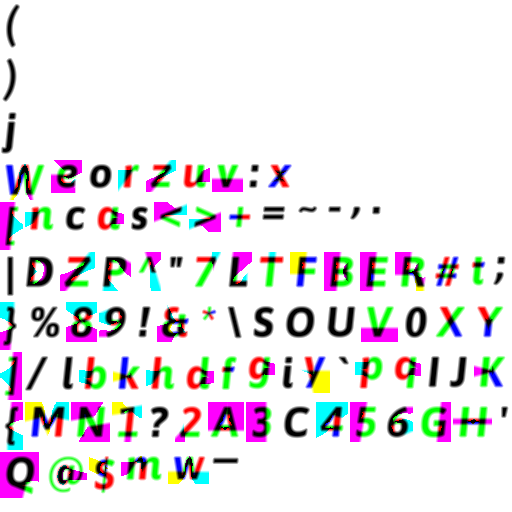 (
)
j
W e o r z u v : x
[ n c a s < > + = ~ - , .
| D Z P ^ " 7 L T F B E R # t ;
} % 8 9 ! & * \ S O U V 0 X Y
] / l b k h d f g i y ` p q I J K
{ M N 1 ? 2 A 3 C 4 5 6 G H '
Q @ $ m w _